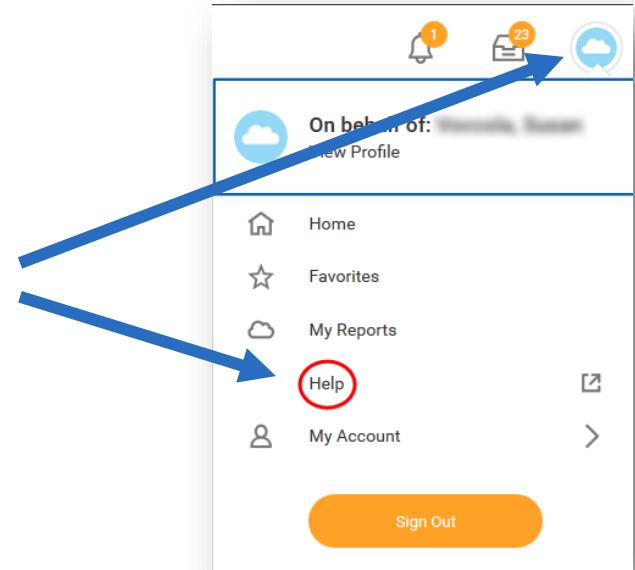 1
23
On behalf of:
View Profile
Home
Favorites
My Reports
Help
My Account
Sign Out